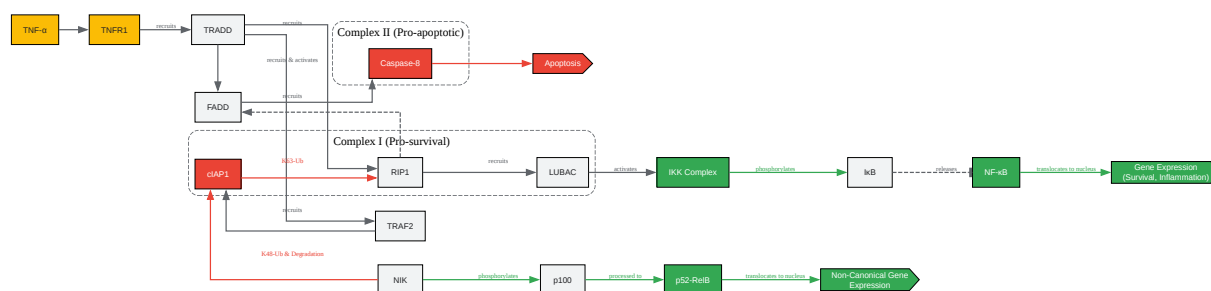 TNF-α
TNFR1
recruits
TRADD
recruits
Complex II (Pro-apoptotic)
Caspase-8
Apoptosis
recruit & activates
FADD
recruits
Complex I (Pro-survival)
cIAP1
K63-Ub
RIP1
recruits
LUBAC
activates
IKK Complex
phosphorylates
IκB
releases
NF-κB
translocates to nucleus
Gene Expression
(Survival, Inflammation)
recruits
TRAF2
K48-Ub & Degradation
NIK
phosphorylates
p100
processed to
p52-RelB
translocates to nucleus
Non-Canonical Gene
Expression